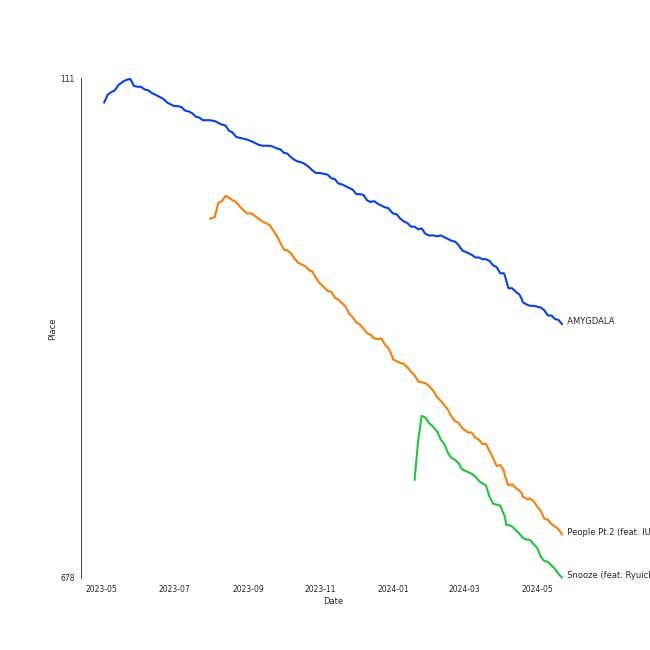 111
Place
AMYGDALA
People Pt.2 (feat. IU
Snooze (feat. Ryuic
678
2023-05 2023-07 2023-09 2023-11 2024-01 2024-03 2024-05
Date